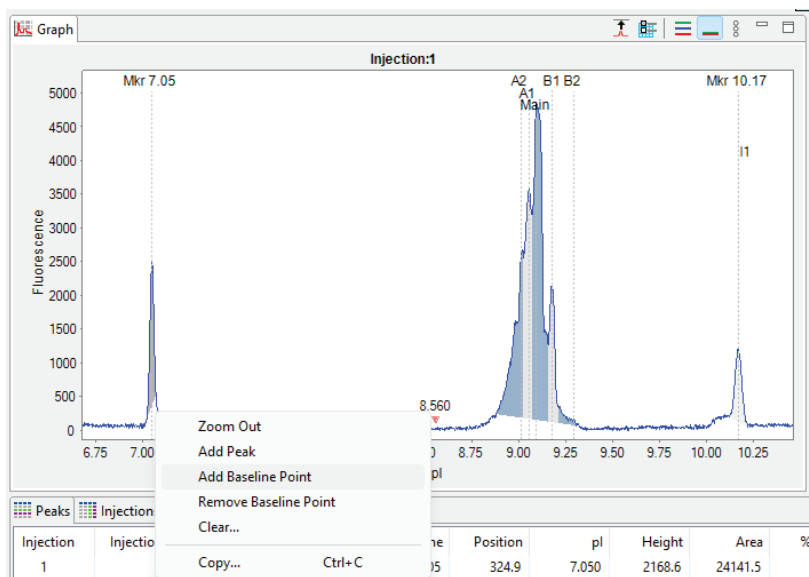 Graph
Injection:1
Mkr 7.05
A2
B1 B2
Mkr 10.17
A1
Main
I1
Fluorescence
5000
4500
4000
3500
3000
2500
2000
1500
1000
500
0
8.560
6.75
7.00
8.75
9.00
9.25
9.50
9.75
10.00
10.25
pI
Zoom Out
Add Peak
Add Baseline Point
Remove Baseline Point
Clear...
Copy... Ctrl+C
Peaks
Injection
Injection
Position
pI
Height
Area
%
1
324.9
7.050
2168.6
24141.5